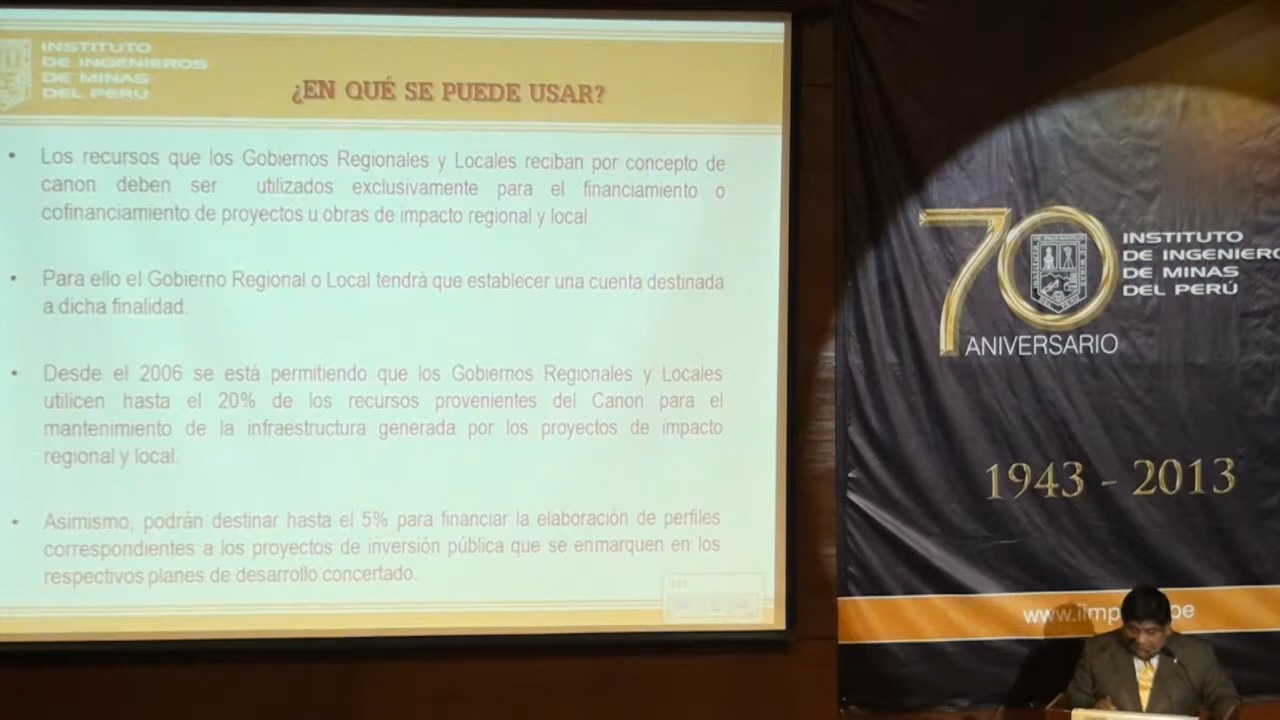 INSTITUTO
DE INGENIEROS
DE MINAS
DEL PERÚ
¿EN QUÉ SE PUEDE USAR?
• Los recursos que los Gobiernos Regionales y Locales reciban por concepto de
canon deben ser utilizados exclusivamente para el financiamiento o
cofinanciamiento de proyectos u obras de impacto regional y local
• Para ello el Gobierno Regional o Local tendrá que establecer una cuenta destinada
a dicha finalidad.
• Desde el 2006 se está permitiendo que los Gobiernos Regionales y Locales
utilicen hasta el 20% de los recursos provenientes del Canon para el
mantenimiento de la infraestructura generada por los proyectos de impacto
regional y local.
• Asimismo, podrán destinar hasta el 5% para financiar la elaboración de perfiles
correspondientes a los proyectos de inversión pública que se enmarquen en los
respectivos planes de desarrollo concertado.
70
ANIVERSARIO
INSTITUTO
DE INGENIERO
DE MINAS
DEL PERÚ
1943 - 2013